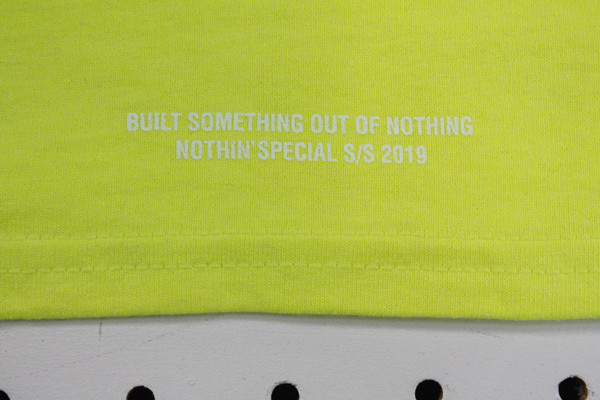 BUILT SOMETHING OUT OF NOTHING
NOTHIN'SPECIAL S/S 2019